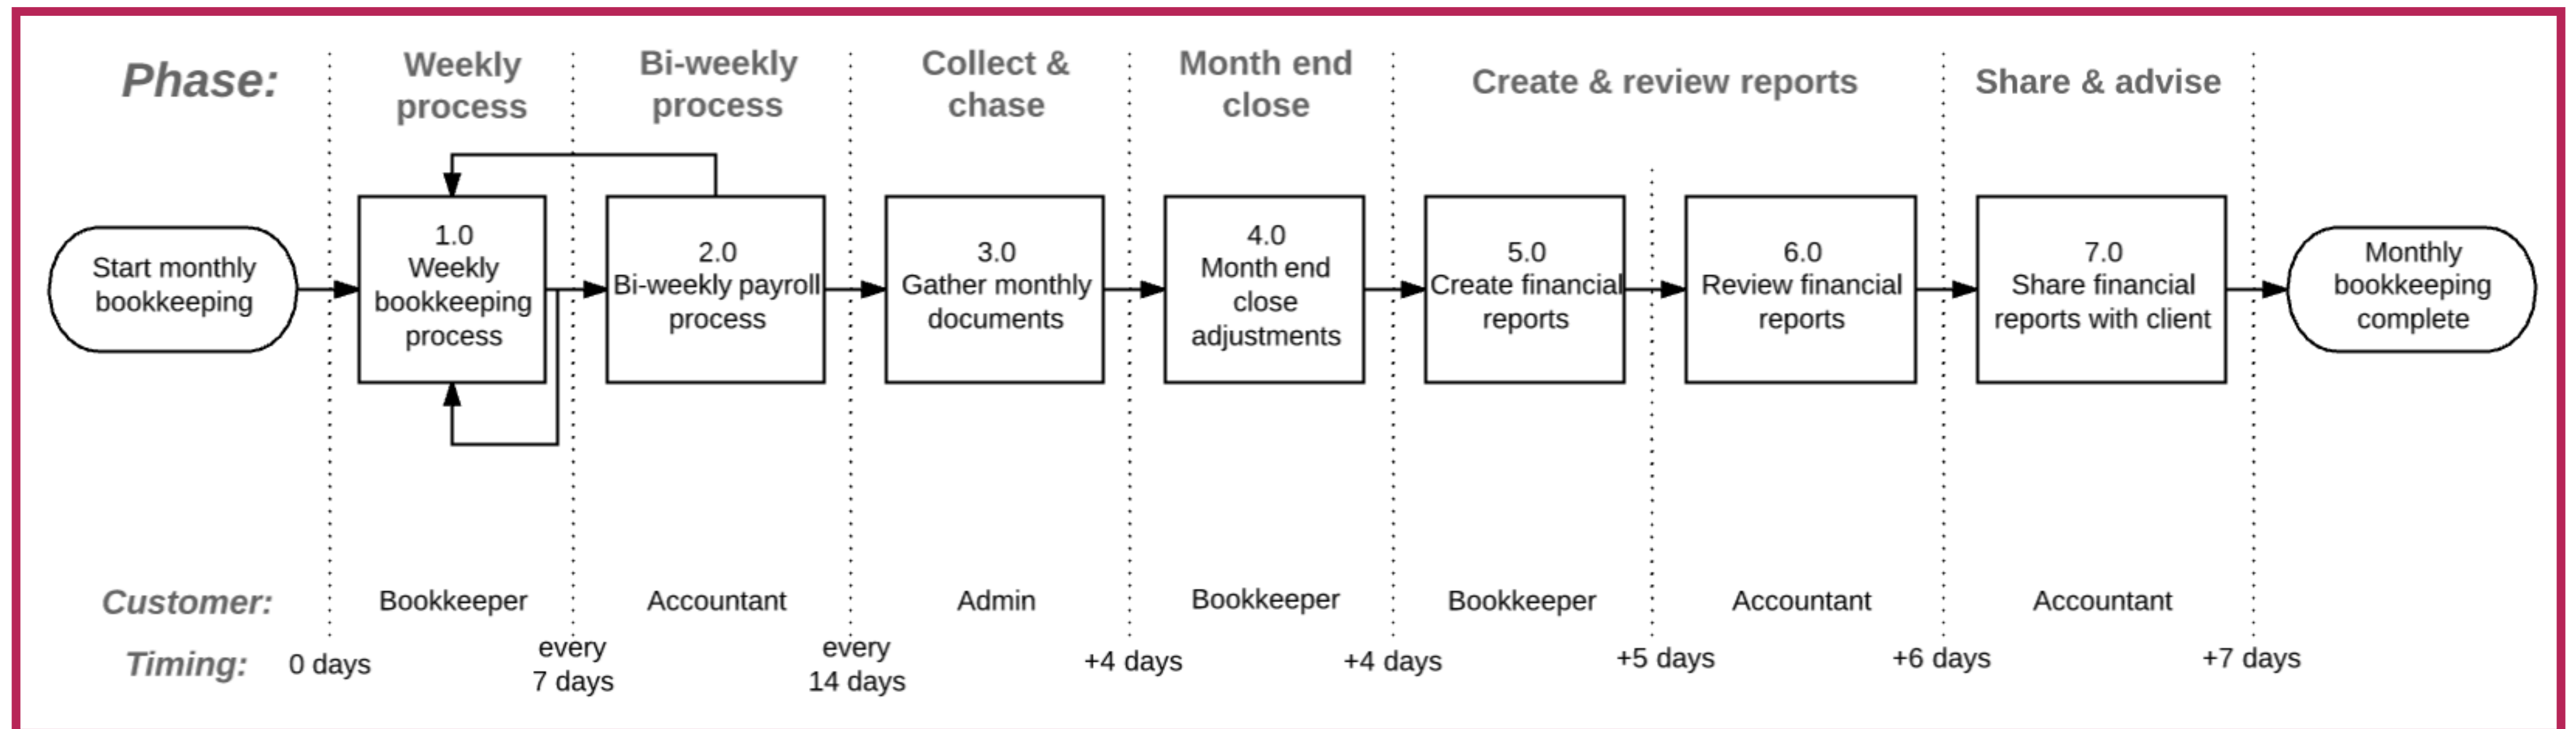 Phase:
Weekly
process
Bi-weekly
process
Collect &
chase
Month end
close
Create & review reports
Share & advise
Start monthly
bookkeeping
1.0
Weekly
bookkeeping
process
2.0
Bi-weekly payroll
process
3.0
Gather monthly
documents
4.0
Month end
close
adjustments
5.0
Create financial
reports
6.0
Review financial
reports
7.0
Share financial
reports with client
Monthly
bookkeeping
complete
Customer:
Bookkeeper
Accountant
Admin
Bookkeeper
Bookkeeper
Accountant
Accountant
Timing:
0 days
every
7 days
every
14 days
+4 days
+4 days
+5 days
+6 days
+7 days